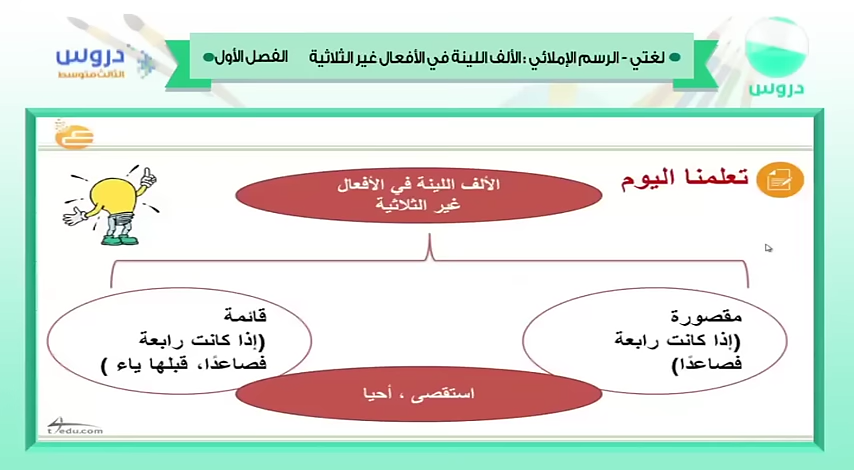 لغتي - الرسم الإملائي : الألف اللينة في الأفعال غير الثلاثية الفصل الأول
دروس
الثالث متوسط
دروس
تعلمنا اليوم
الألف اللينة في الأفعال
غير الثلاثية
مقصورة
(إذا كانت رابعة
فصاعدًا)
قائمة
(إذا كانت رابعة
فصاعدًا، قبلها ياء )
استقصى ، أحيا
t4edu.com